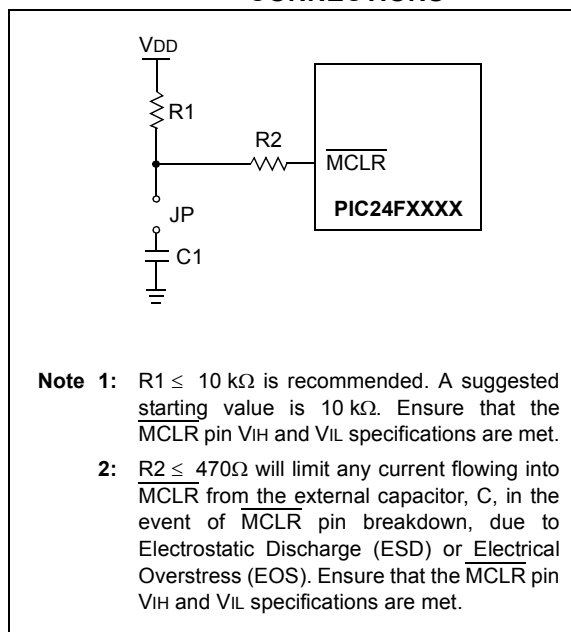 VDD
R1
R2
MCLR
PIC24FXXXX
JP
C1
Note 1: R1 ≤ 10 kΩ is recommended. A suggested
starting value is 10 kΩ. Ensure that the
MCLR pin VIH and VIL specifications are met.
2: R2 ≤ 470Ω will limit any current flowing into
MCLR from the external capacitor, C, in the
event of MCLR pin breakdown, due to
Electrostatic Discharge (ESD) or Electrical
Overstress (EOS). Ensure that the MCLR pin
VIH and VIL specifications are met.